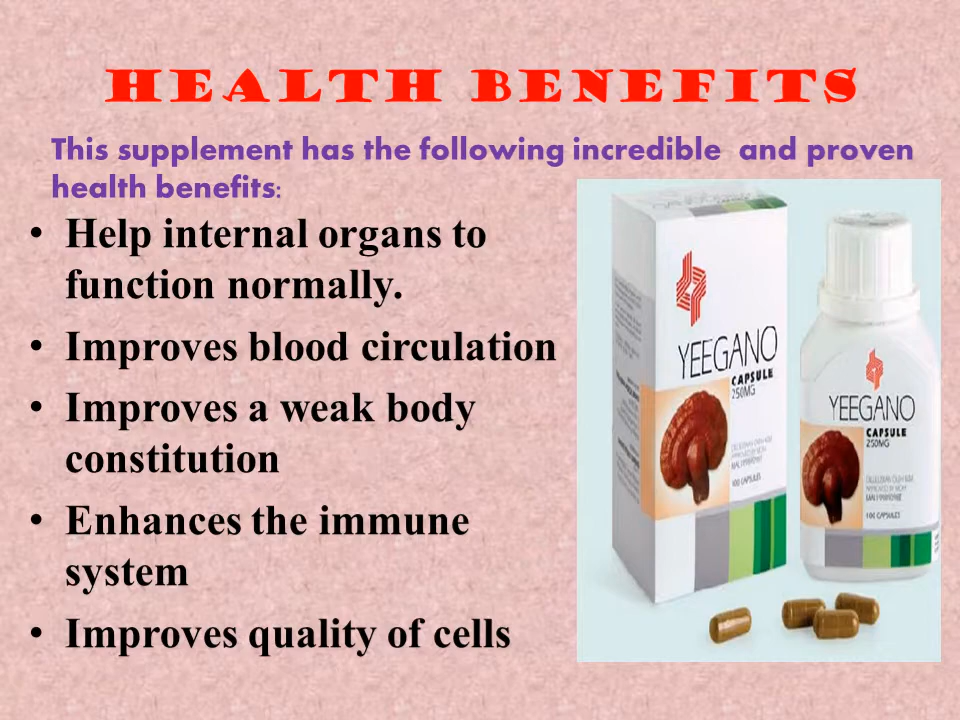 HEALTH BENEFITS
This supplement has the following incredible and proven
health benefits:
• Help internal organs to
function normally.
• Improves blood circulation
• Improves a weak body
constitution
• Enhances the immune
system
• Improves quality of cells
YEEGANO
CAPSULE
250MG
100 CAPSULES
YEEGANO
CAPSULE
250MG
100 CAPSULES